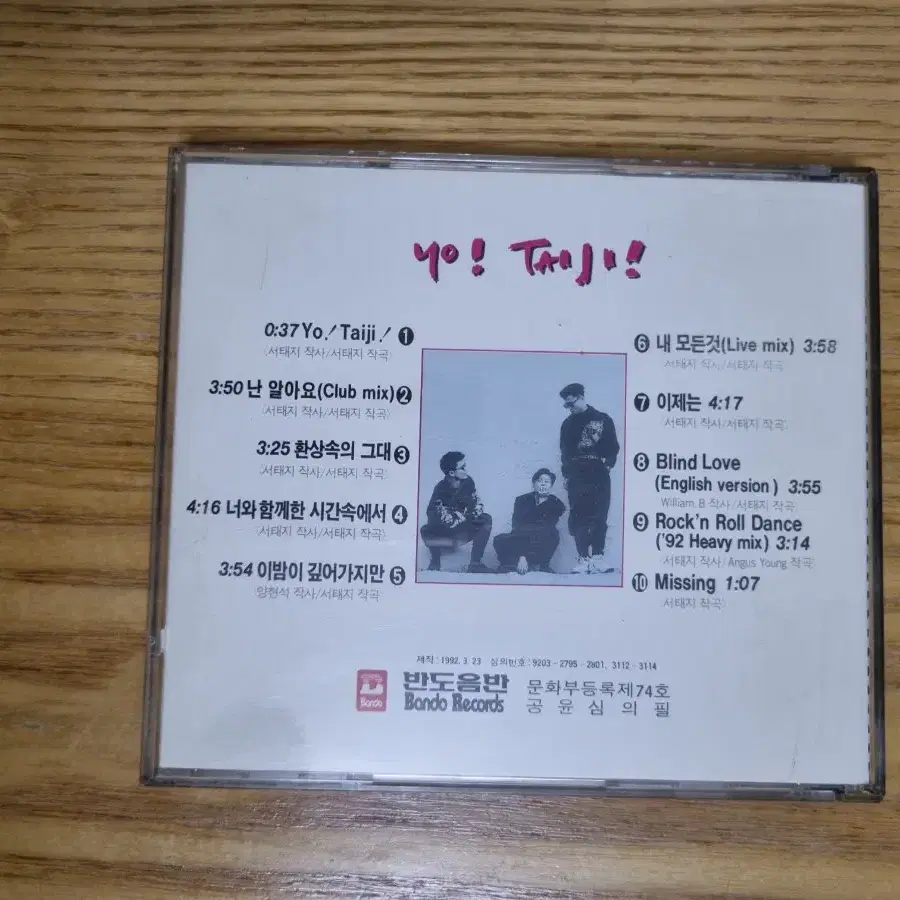 YO! TAIJI!
0:37 Yo! Taiji! ❶
(서태지 작사/서태지 작곡)
3:50 난 알아요(Club mix) ❷
(서태지 작사/서태지 작곡)
3:25 환상속의 그대 ❸
(서태지 작사/서태지 작곡)
4:16 너와 함께한 시간속에서 ❹
(서태지 작사/서태지 작곡)
3:54 이밤이 깊어가지만 ❺
양현석 작사/서태지 작곡)
❻ 내 모든것(Live mix) 3:58
서태지 작사/서태지 작곡)
❼ 이제는 4:17
서태지 작사/서태지 작곡)
❽ Blind Love
(English version) 3:55
William. B 작사/서태지 작곡
❾ Rock'n Roll Dance
('92 Heavy mix) 3:14
서태지 작사/Angus Young 작곡
❿ Missing 1:07
서태지 작곡)
제작:1992. 3. 23 심의번호:9203-2795-2801, 3112-3114
Bando
반도음반
Bando Records
문화부등록제74호
공윤심의필